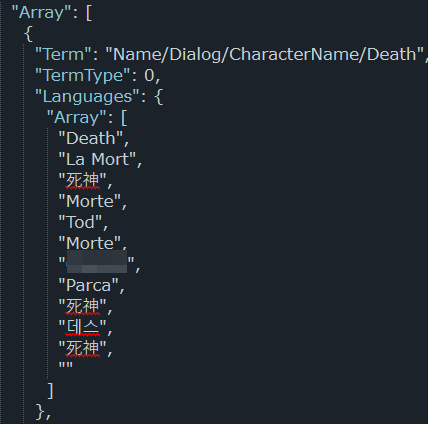 "Array": [
{
"Term": "Name/Dialog/CharacterName/Death",
"TermType": 0,
"Languages": {
"Array": [
"Death",
"La Mort",
"死神",
"Morte",
"Tod",
"Morte",
"",
"Parca",
"死神",
"데스",
"死神",
""
]
},